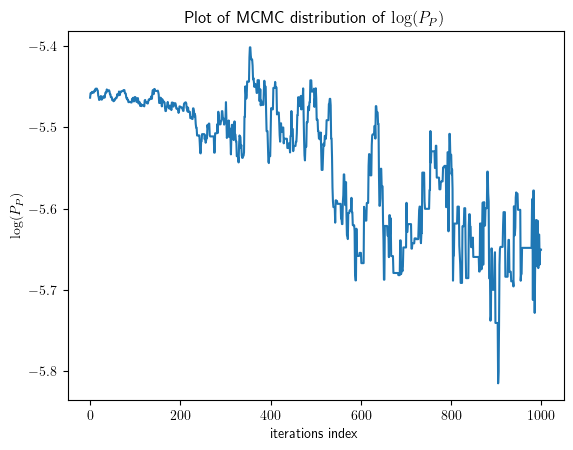 Plot of MCMC distribution of log(P_P)
−5.4
−5.5
−5.6
−5.7
−5.8
log(P_P)
0 200 400 600 800 1000
iterations index